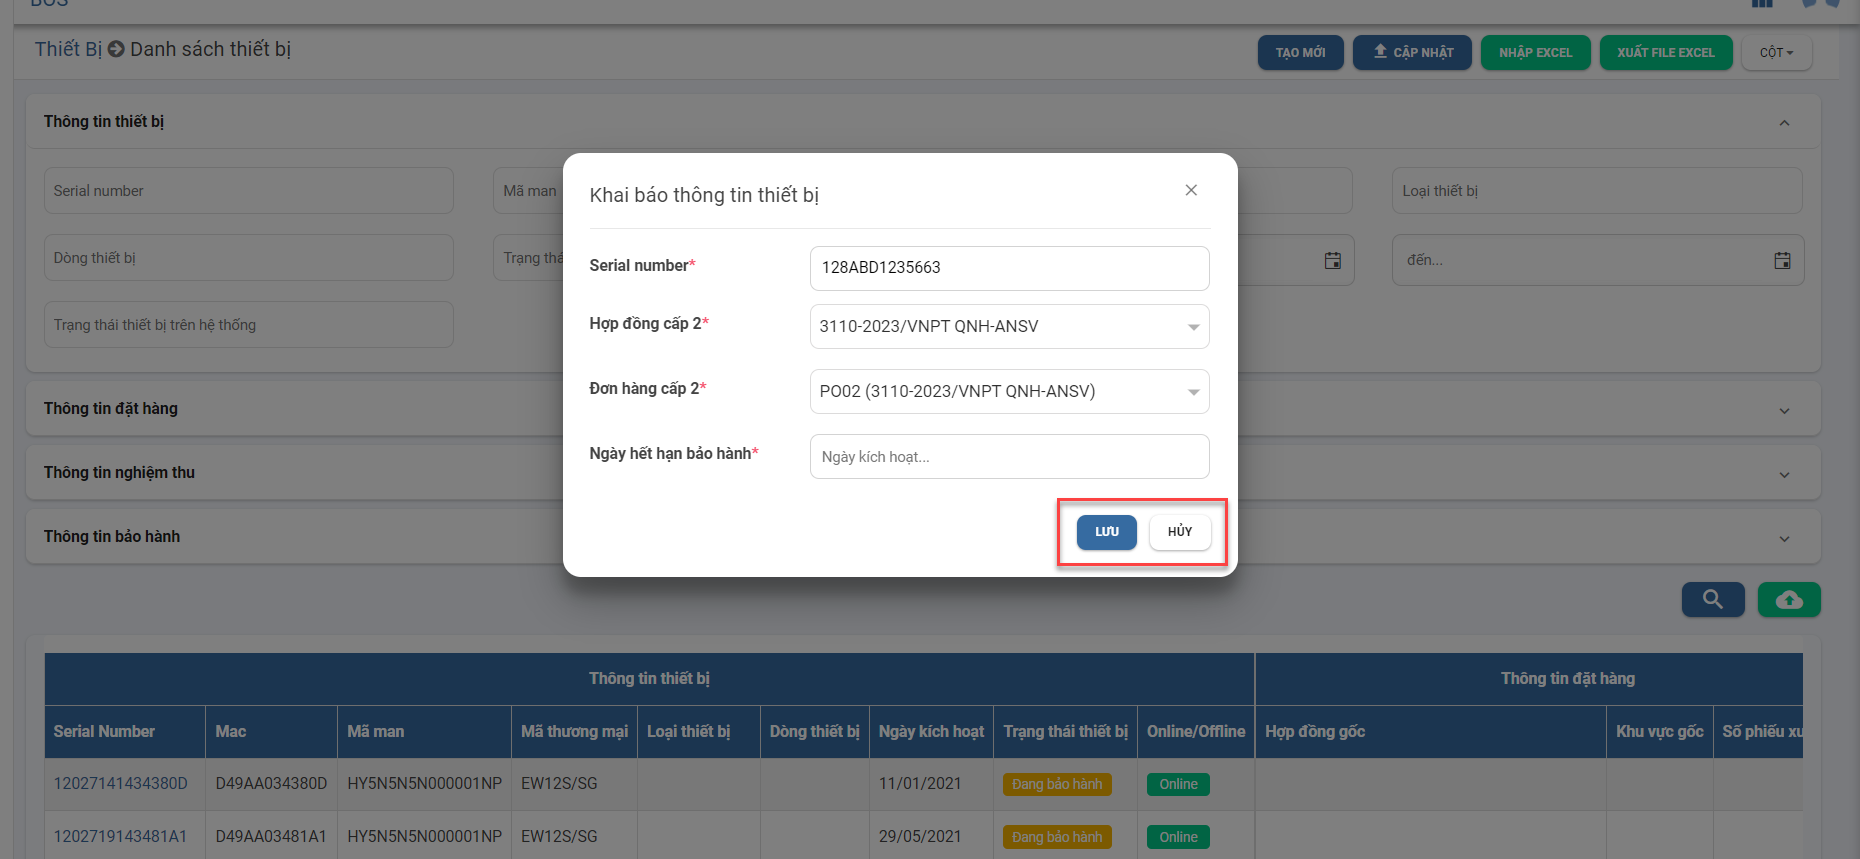 BOS
Thiết Bị Danh sách thiết bị
TẠO MỚI CẬP NHẬT NHẬP EXCEL XUẤT FILE EXCEL CỘT
Thông tin thiết bị
Serial number Mã man Loại thiết bị
Dòng thiết bị Trạng thá đến...
Trạng thái thiết bị trên hệ thống
Thông tin đặt hàng
Thông tin nghiệm thu
Thông tin bảo hành
Khai báo thông tin thiết bị
Serial number* 128ABD1235663
Hợp đồng cấp 2* 3110-2023/VNPT QNH-ANSV
Đơn hàng cấp 2* PO02 (3110-2023/VNPT QNH-ANSV)
Ngày hết hạn bảo hành* Ngày kích hoạt...
LƯU HỦY
Thông tin thiết bị Thông tin đặt hàng
Serial Number Mac Mã man Mã thương mại Loại thiết bị Dòng thiết bị Ngày kích hoạt Trạng thái thiết bị Online/Offline Hợp đồng gốc Khu vực gốc Số phiếu xu
12027141434380D D49AA034380D HY5N5N5N000001NP EW12S/SG 11/01/2021 Đang bảo hành Online
1202719143481A1 D49AA03481A1 HY5N5N5N000001NP EW12S/SG 29/05/2021 Đang bảo hành Online